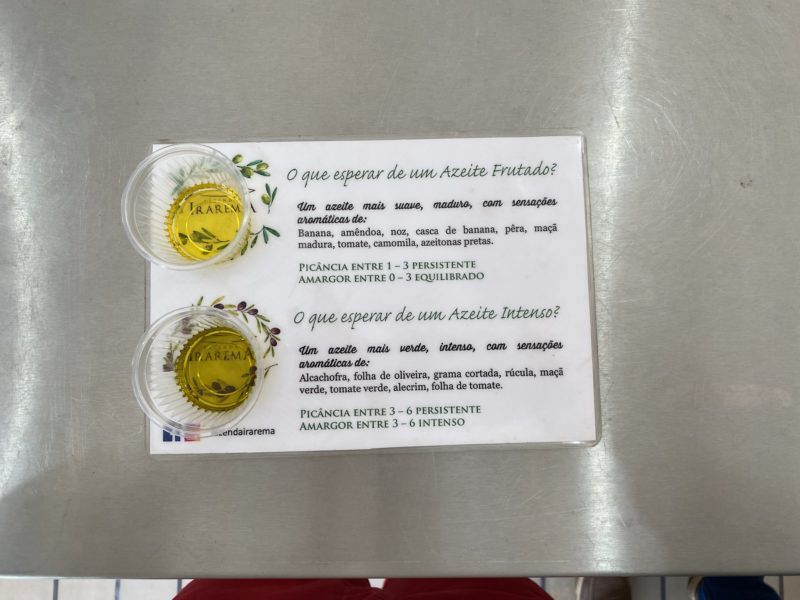 O que esperar de um Azeite Frutado?
IRAREMA
Um azeite mais suave, maduro, com sensações
aromáticas de:
Banana, amêndoa, noz, casca de banana, pêra, maçã
madura, tomate, camomila, azeitonas pretas.
PICÂNCIA ENTRE 1 – 3 PERSISTENTE
AMARGOR ENTRE 0 – 3 EQUILIBRADO
O que esperar de um Azeite Intenso?
IRAREMA
Um azeite mais verde, intenso, com sensações
aromáticas de:
Alcachofra, folha de oliveira, grama cortada, rúcula, maçã
verde, tomate verde, alecrim, folha de tomate.
PICÂNCIA ENTRE 3 – 6 PERSISTENTE
AMARGOR ENTRE 3 – 6 INTENSO
zendairarema